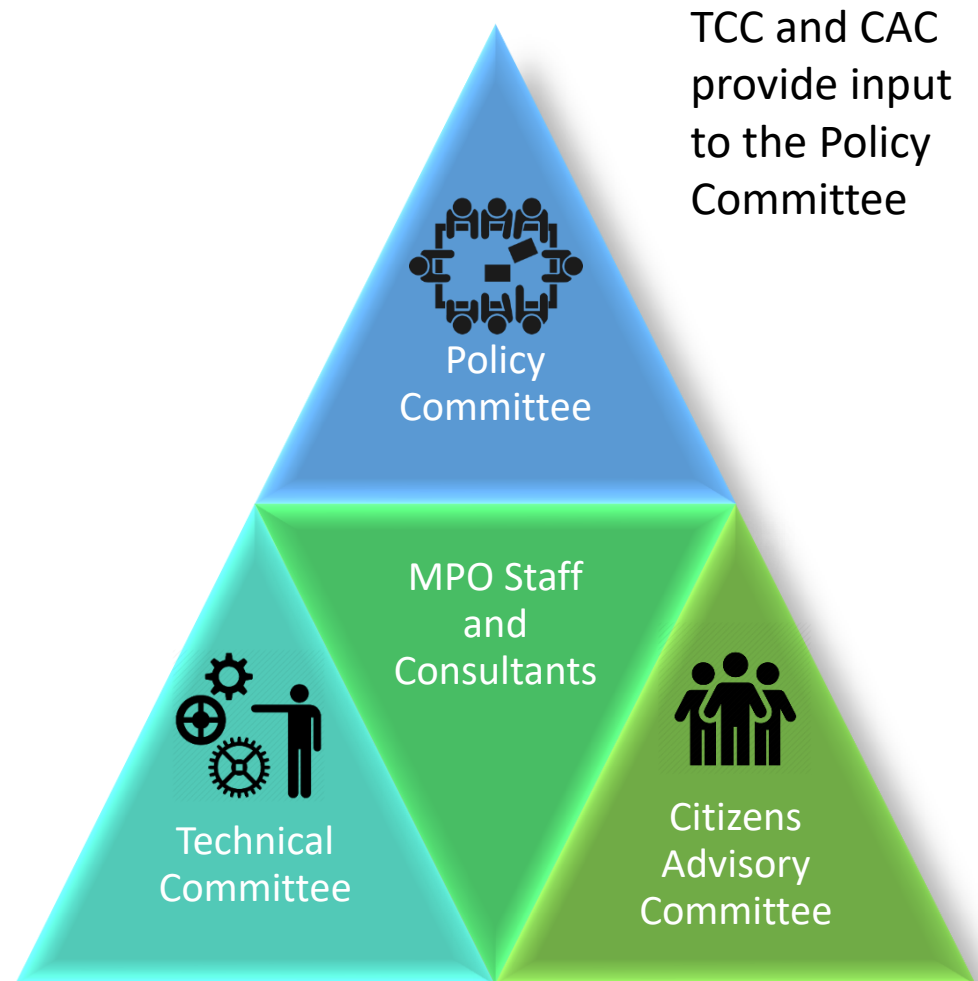 TCC and CAC
provide input
to the Policy
Committee
Policy
Committee
MPO Staff
and
Consultants
Technical
Committee
Citizens
Advisory
Committee